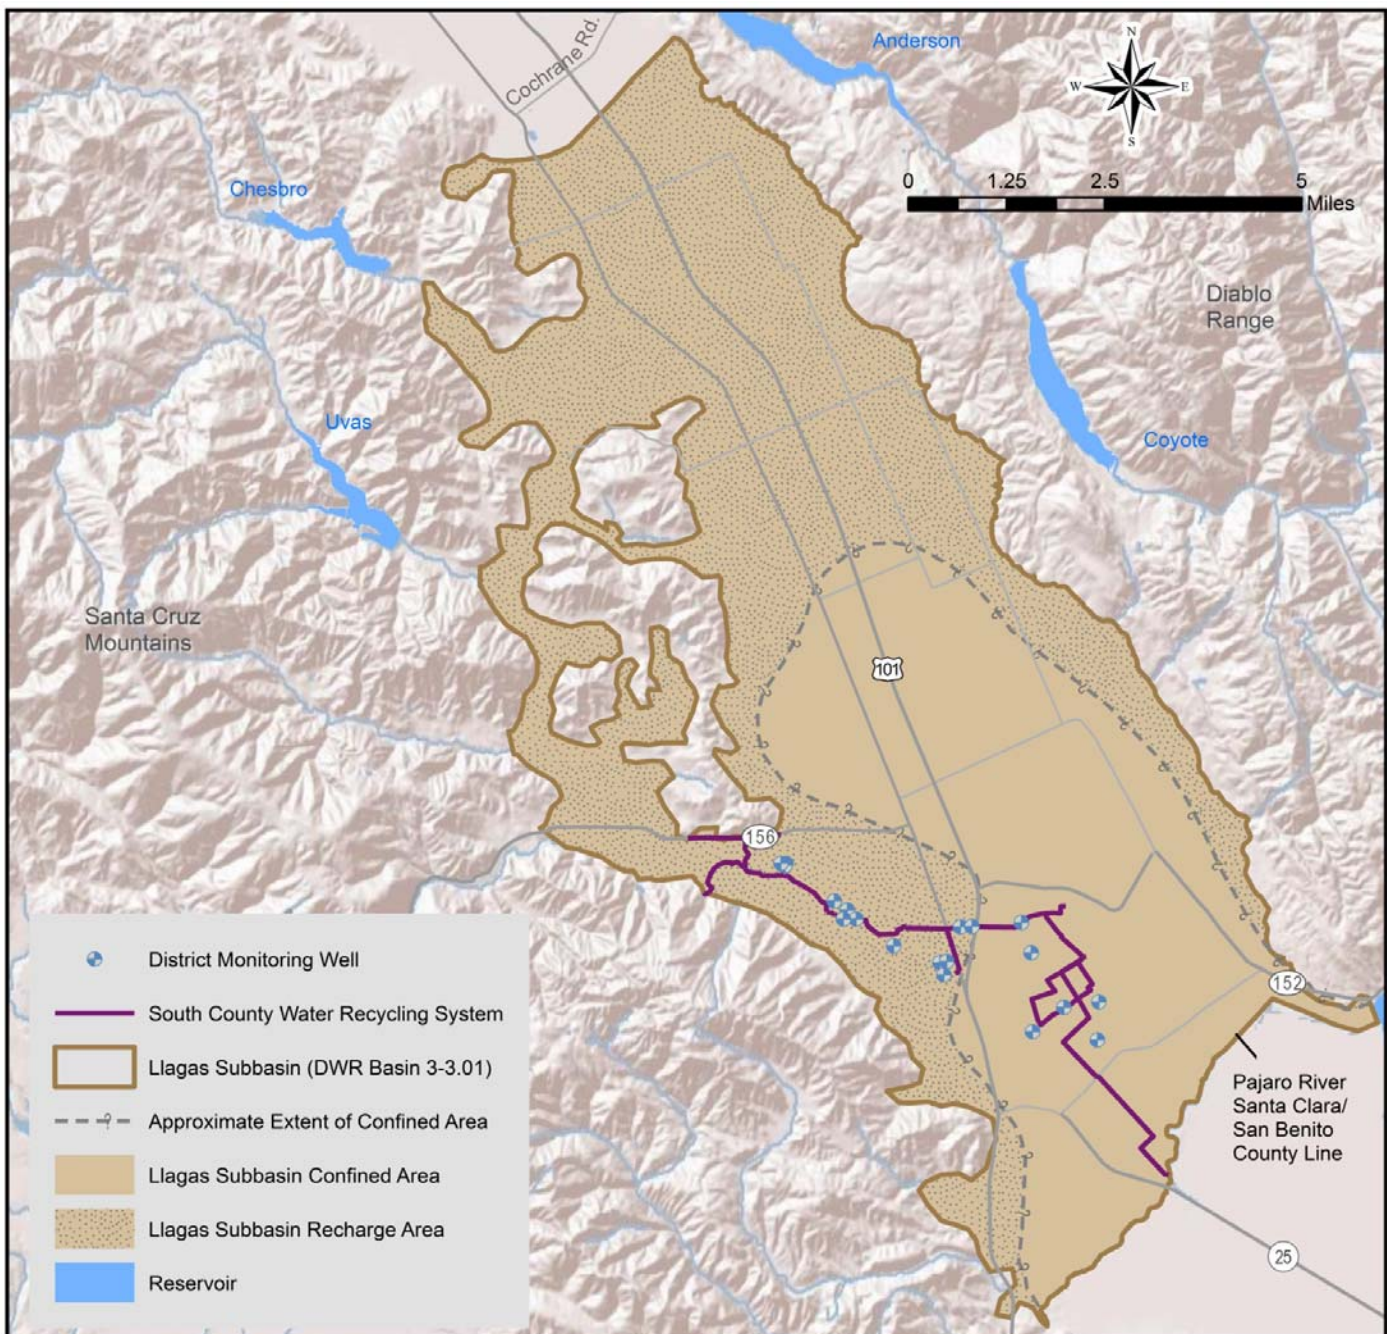 Cochrane Rd.
Anderson
N
W
E
S
0
1.25
2.5
5
Miles
Chesbro
Diablo
Range
Uvas
Coyote
Santa Cruz
Mountains
101
156
152
Pajaro River
Santa Clara/
San Benito
County Line
25
District Monitoring Well
South County Water Recycling System
Llagas Subbasin (DWR Basin 3-3.01)
Approximate Extent of Confined Area
Llagas Subbasin Confined Area
Llagas Subbasin Recharge Area
Reservoir